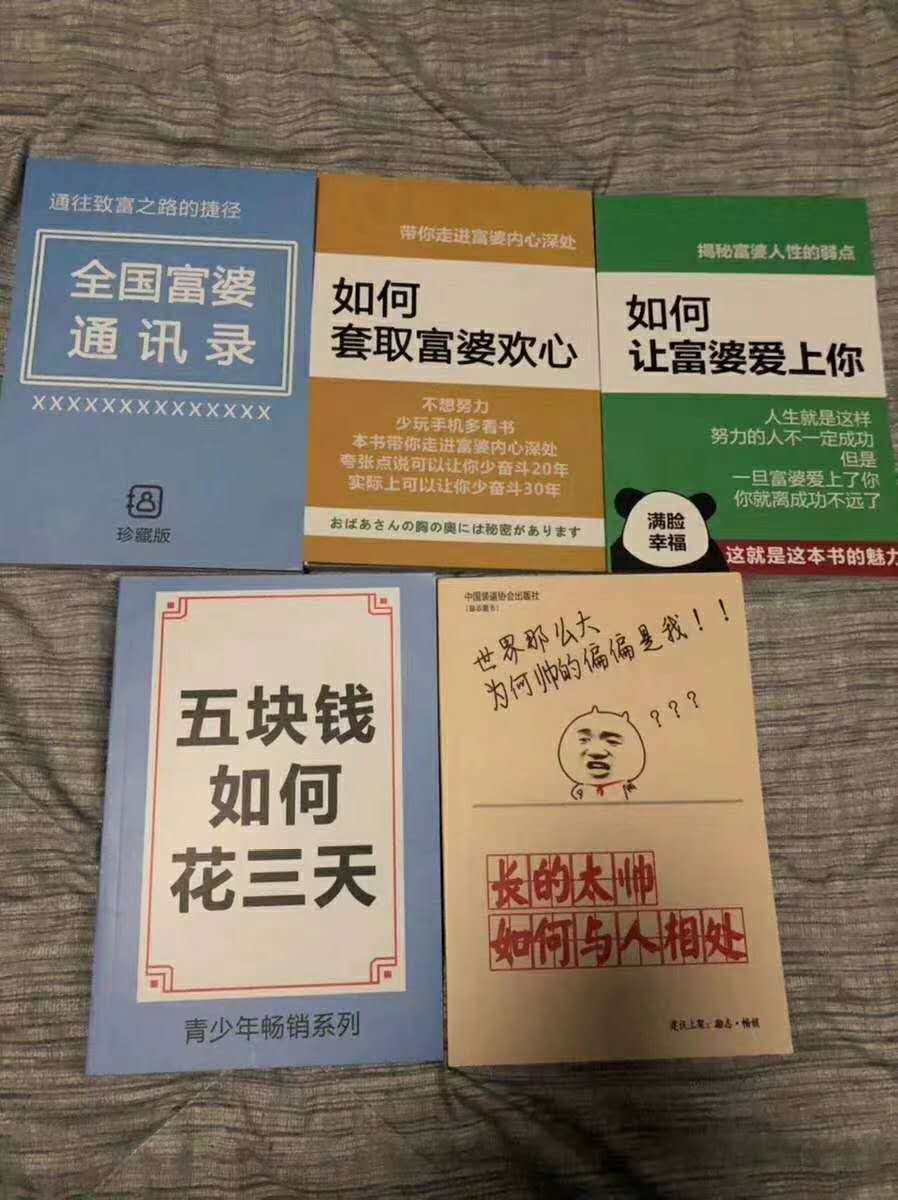 通往致富之路的捷径
全国富婆
通讯录
XXXXXXXXXXXXXX
珍藏版
带你走进富婆内心深处
如何
套取富婆欢心
不想努力
少玩手机多看书
本书带你走进富婆内心深处
夸张点说可以让你少奋斗20年
实际上可以让你少奋斗30年
おばあさんの胸の奥には秘密があります
揭秘富婆人性的弱点
如何
让富婆爱上你
人生就是这样
努力的人不一定成功
但是
一旦富婆爱上了你
你就离成功不远了
满脸
幸福
这就是这本书的魅力
五块钱
如何
花三天
青少年畅销系列
中国装逼协会出版社
世界那么大
为何帅的偏偏是我！！
？？？
长的太帅
如何与人相处
建议上架：励志·畅销